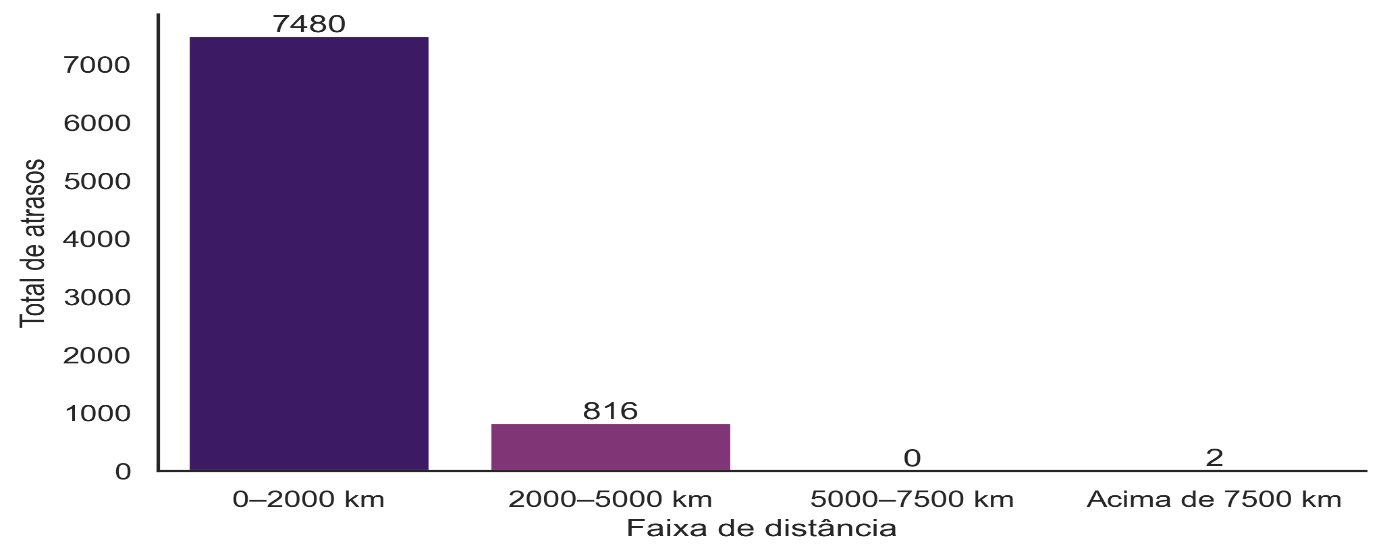 7480
7000
6000
5000
4000
3000
2000
1000
0
Total de atrasos
816
0
2
0–2000 km
2000–5000 km
5000–7500 km
Acima de 7500 km
Faixa de distância